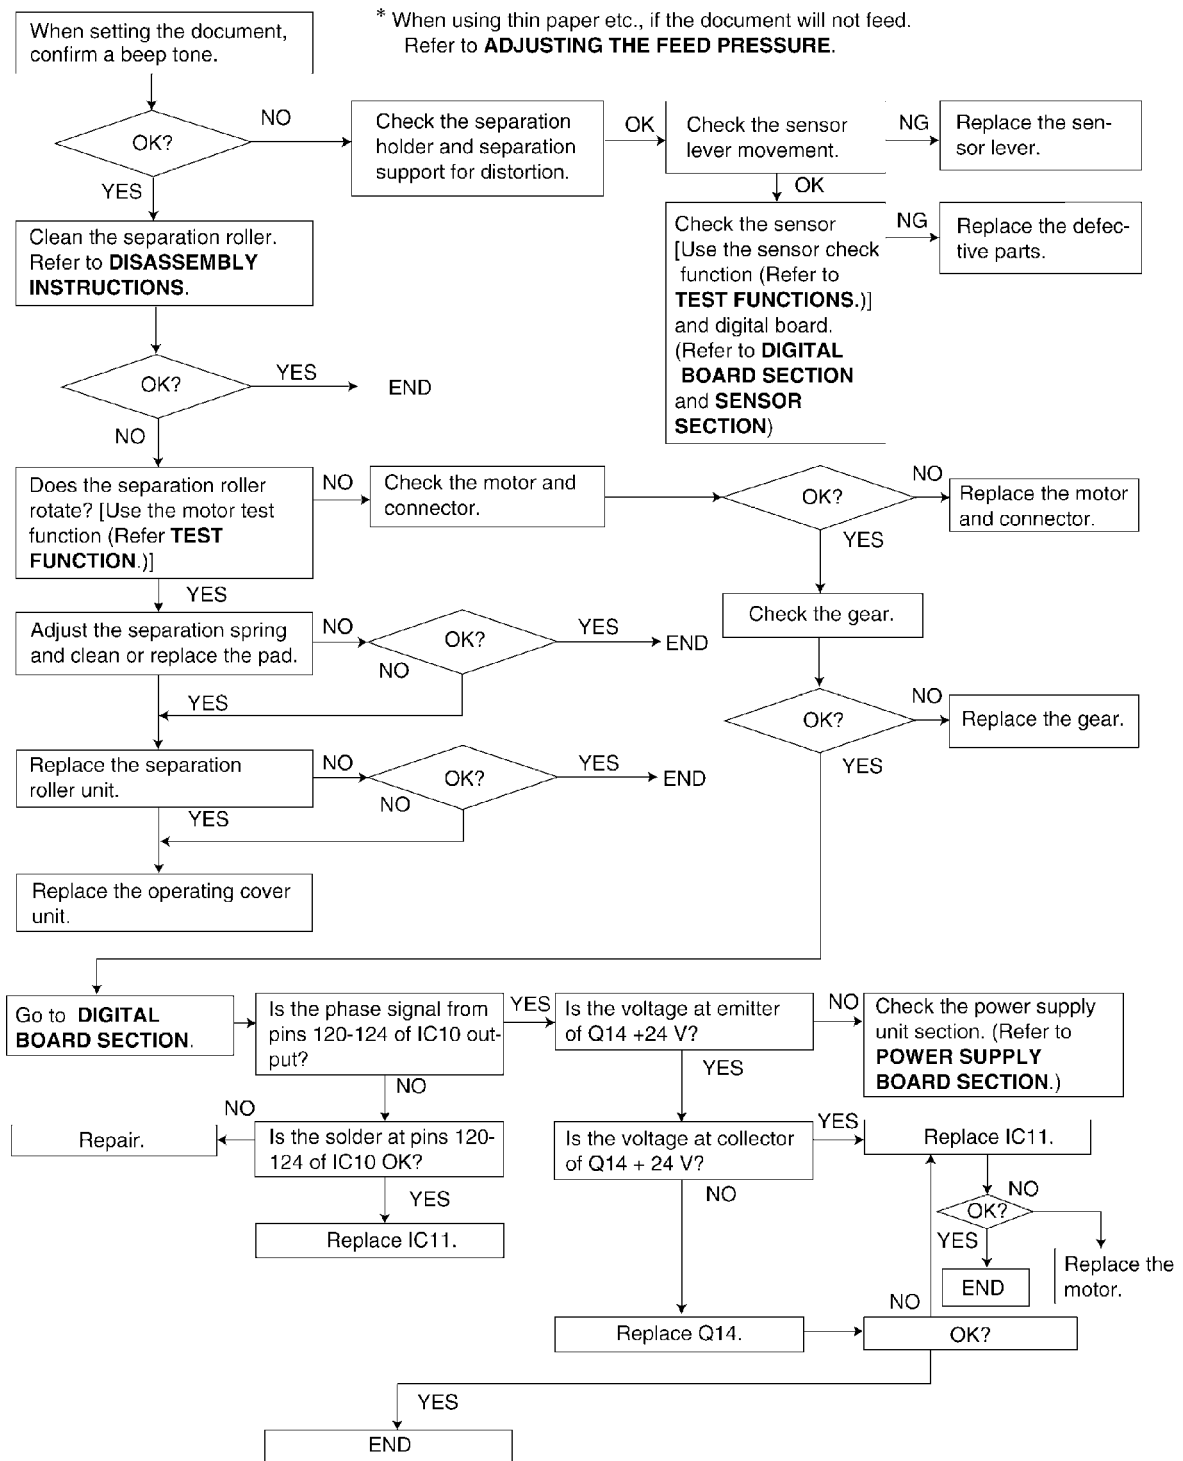 When setting the document,
confirm a beep tone.
* When using thin paper etc., if the document will not feed.
Refer to ADJUSTING THE FEED PRESSURE.
OK?
NO
Check the separation
holder and separation
support for distortion.
OK
Check the sensor
lever movement.
NG
Replace the sen-
sor lever.
YES
OK
Clean the separation roller.
Refer to DISASSEMBLY
INSTRUCTIONS.
Check the sensor
[Use the sensor check
function (Refer to
TEST FUNCTIONS.)]
and digital board.
(Refer to DIGITAL
BOARD SECTION
and SENSOR
SECTION)
NG
Replace the defec-
tive parts.
OK?
YES
END
NO
Does the separation roller
rotate? [Use the motor test
function (Refer TEST
FUNCTION.)]
NO
Check the motor and
connector.
OK?
NO
Replace the motor
and connector.
YES
YES
Adjust the separation spring
and clean or replace the pad.
NO
OK?
YES
END
NO
YES
Check the gear.
OK?
NO
Replace the gear.
YES
Replace the separation
roller unit.
NO
OK?
YES
END
NO
YES
Replace the operating cover
unit.
Go to DIGITAL
BOARD SECTION.
Is the phase signal from
pins 120-124 of IC10 out-
put?
YES
Is the voltage at emitter
of Q14 +24 V?
NO
Check the power supply
unit section. (Refer to
POWER SUPPLY
BOARD SECTION.)
NO
YES
Repair.
NO
Is the solder at pins 120-
124 of IC10 OK?
Is the voltage at collector
of Q14 + 24 V?
YES
Replace IC11.
YES
NO
NO
OK?
YES
Replace IC11.
END
Replace the
motor.
NO
Replace Q14.
OK?
YES
END